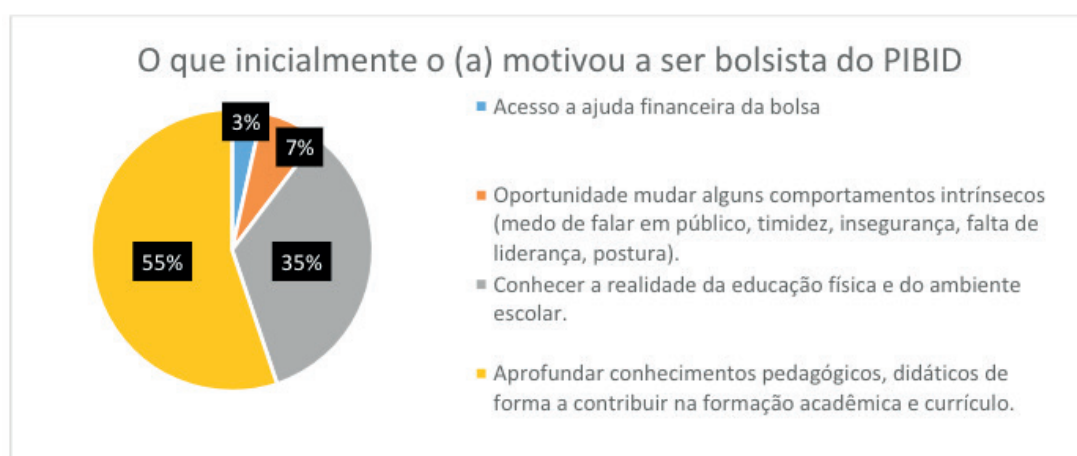 O que inicialmente o (a) motivou a ser bolsista do PIBID
3%
7%
35%
55%
Acesso a ajuda financeira da bolsa
Oportunidade mudar alguns comportamentos intrínsecos
(medo de falar em público, timidez, insegurança, falta de
liderança, postura).
Conhecer a realidade da educação física e do ambiente
escolar.
Aprofundar conhecimentos pedagógicos, didáticos de
forma a contribuir na formação acadêmica e currículo.